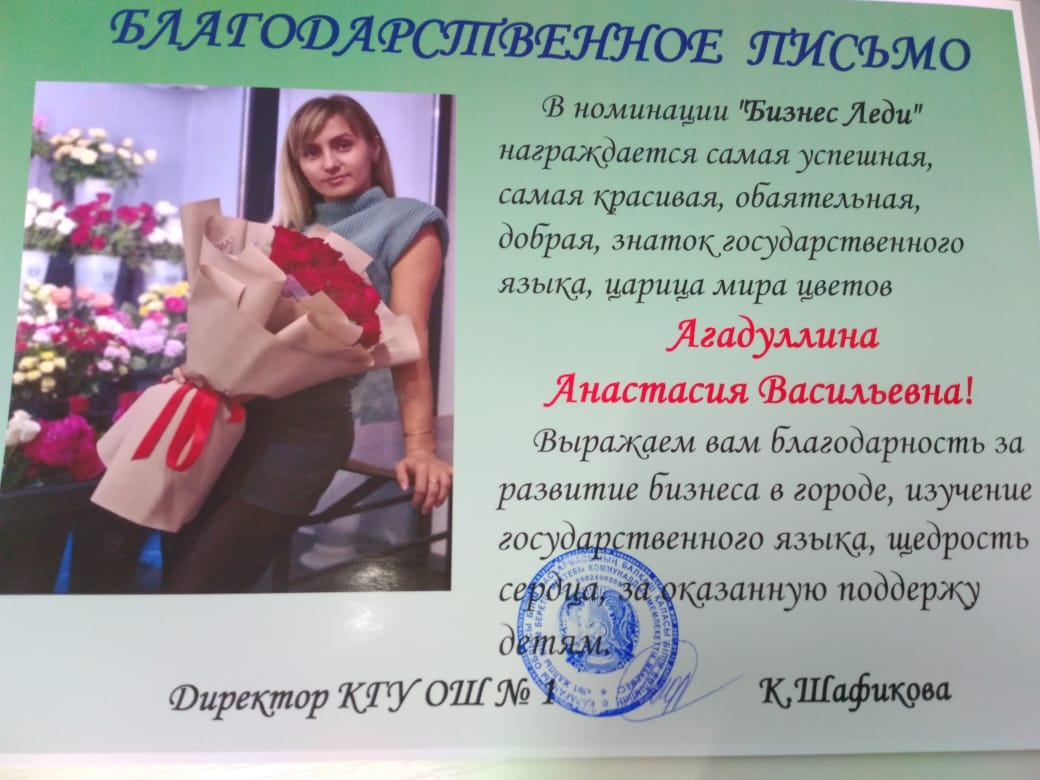 БЛАГОДАРСТВЕННОЕ ПИСЬМО
В номинации "Бизнес Леди"
награждается самая успешная,
самая красивая, обаятельная,
добрая, знаток государственного
языка, царица мира цветов
Агадуллина
Анастасия Васильевна!
Выражаем вам благодарность за
развитие бизнеса в городе, изучение
государственного языка, щедрость
сердца, за оказанную поддержу
детям.
Директор КГУ ОШ № 1 К.Шафикова